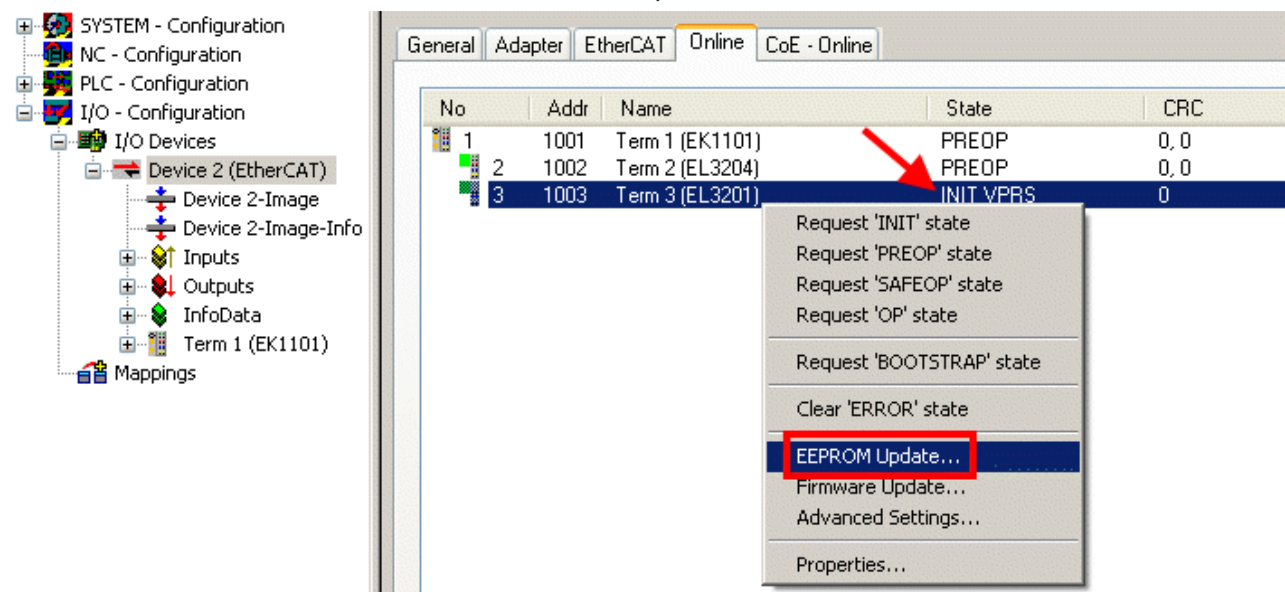 SYSTEM - Configuration
NC - Configuration
PLC - Configuration
I/O - Configuration
I/O Devices
Device 2 (EtherCAT)
Device 2-Image
Device 2-Image-Info
Inputs
Outputs
InfoData
Term 1 (EK1101)
Mappings
General Adapter EtherCAT Online CoE - Online
No Addr Name State CRC
1 1001 Term 1 (EK1101) PREOP 0, 0
2 1002 Term 2 (EL3204) PREOP 0, 0
3 1003 Term 3 (EL3201) INIT VPRS 0
Request 'INIT' state
Request 'PREOP' state
Request 'SAFEOP' state
Request 'OP' state
Request 'BOOTSTRAP' state
Clear 'ERROR' state
EEPROM Update...
Firmware Update...
Advanced Settings...
Properties...